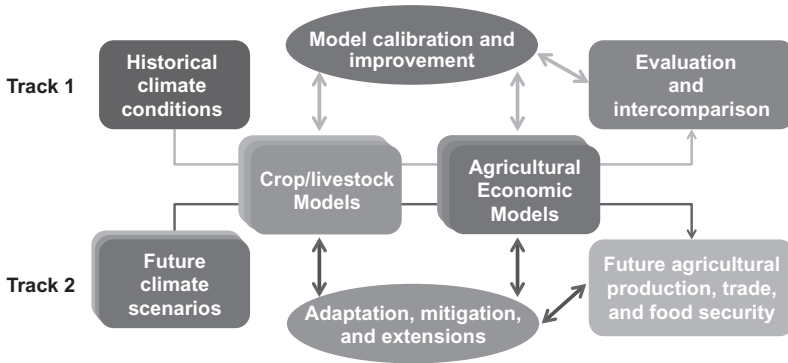 Track 1
Historical
climate
conditions
Model calibration and
improvement
Evaluation
and
intercomparison
Crop/livestock
Models
Agricultural
Economic
Models
Track 2
Future
climate
scenarios
Adaptation, mitigation,
and extensions
Future agricultural
production, trade,
and food security